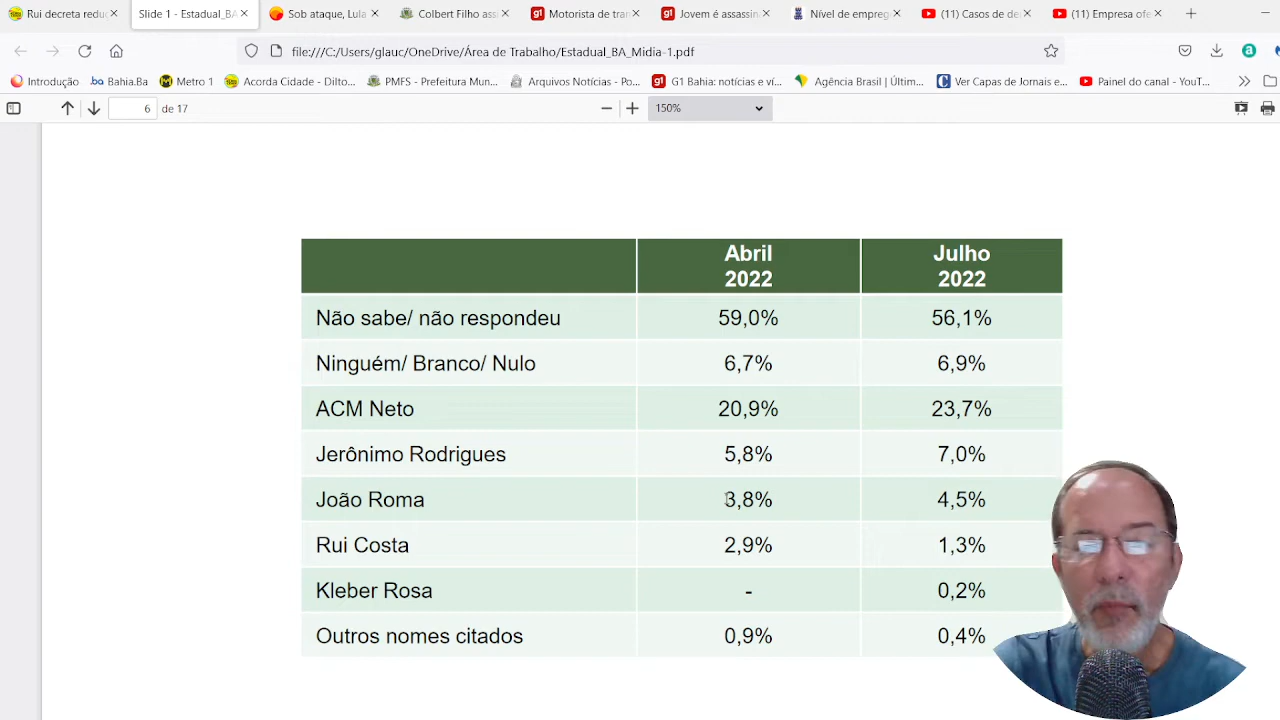 Rui decreta redu
Slide 1 - Estadual_BA
Sob ataque, Lula
Colbert Filho assi
Motorista de tran
Jovem é assassina
Nível de empreg
(11) Casos de de
(11) Empresa ofe
file:///C:/Users/glauc/OneDrive/Área de Trabalho/Estadual_BA_Midia-1.pdf
Introdução
Bahia.Ba
Metro 1
Acorda Cidade - Dilto...
PMFS - Prefeitura Mun...
Arquivos Notícias - Po...
G1 Bahia: notícias e ví...
Agência Brasil | Últim...
Ver Capas de Jornais e...
Painel do canal - YouT...
6 de 17
150%
Abril 2022 Julho 2022
Não sabe/ não respondeu 59,0% 56,1%
Ninguém/ Branco/ Nulo 6,7% 6,9%
ACM Neto 20,9% 23,7%
Jerônimo Rodrigues 5,8% 7,0%
João Roma 3,8% 4,5%
Rui Costa 2,9% 1,3%
Kleber Rosa - 0,2%
Outros nomes citados 0,9% 0,4%